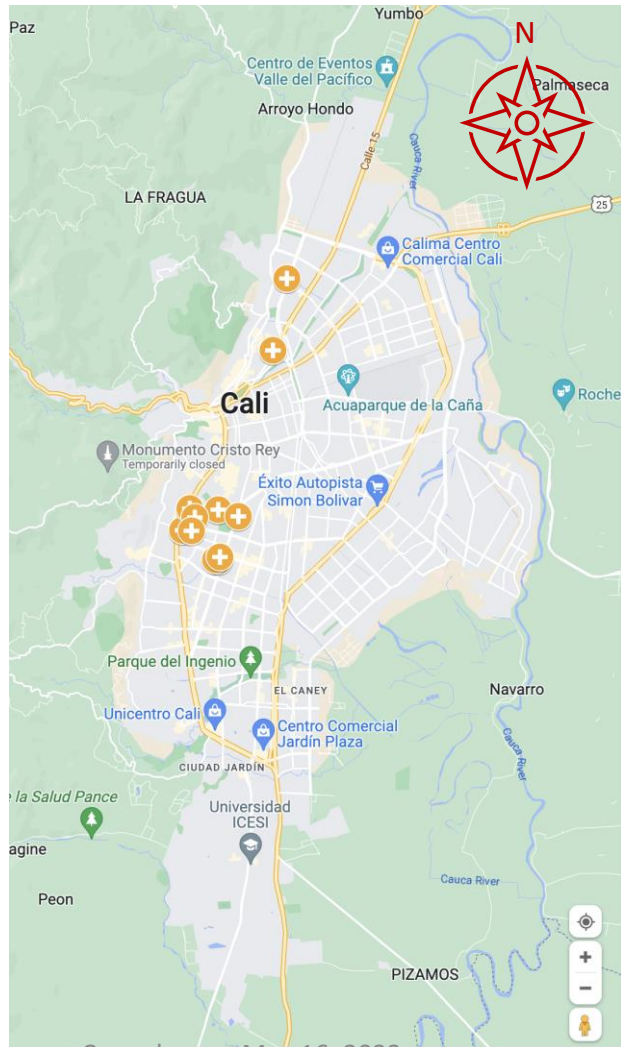 Paz
Yumbo
N
Centro de Eventos
Valle del Pacífico
Palmaseca
Arroyo Hondo
Calle 15
Cauca River
LA FRAGUA
25
Calima Centro
Comercial Cali
Cali
Acuaparque de la Caña
Roche
Monumento Cristo Rey
Temporarily closed
Éxito Autopista
Simon Bolivar
Parque del Ingenio
EL CANEY
Navarro
Unicentro Cali
Centro Comercial
Jardín Plaza
Cauca River
CIUDAD JARDÍN
e la Salud Pance
Universidad
ICESI
agine
Cauca River
Peon
PIZAMOS